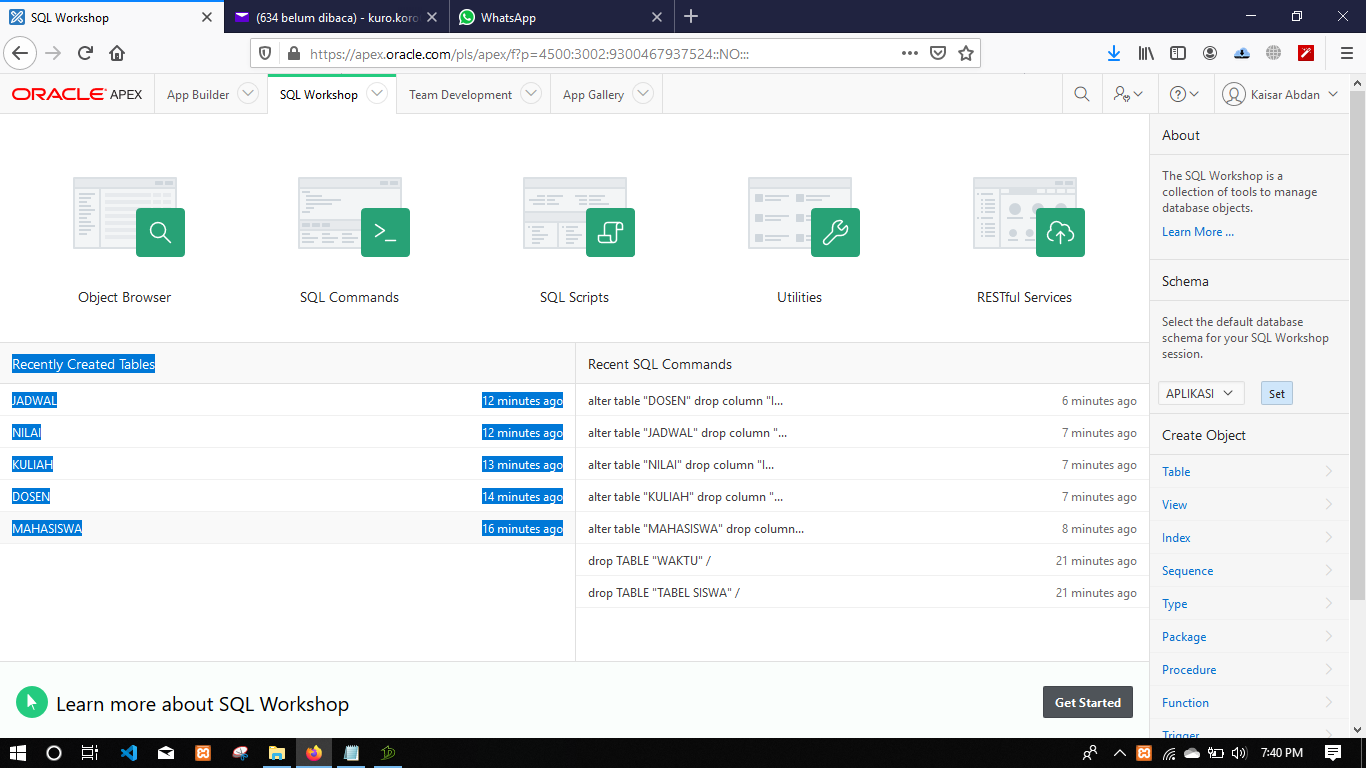 SQL Workshop
(634 belum dibaca) - kuro.koro
WhatsApp
https://apex.oracle.com/pls/apex/f?p=4500:3002:9300467937524::NO:::
ORACLE APEX
App Builder
SQL Workshop
Team Development
App Gallery
Kaisar Abdan
Object Browser
SQL Commands
SQL Scripts
Utilities
RESTful Services
Recently Created Tables
JADWAL 12 minutes ago
NILAI 12 minutes ago
KULIAH 13 minutes ago
DOSEN 14 minutes ago
MAHASISWA 16 minutes ago
Recent SQL Commands
alter table "DOSEN" drop column "I... 6 minutes ago
alter table "JADWAL" drop column "... 7 minutes ago
alter table "NILAI" drop column "I... 7 minutes ago
alter table "KULIAH" drop column "... 7 minutes ago
alter table "MAHASISWA" drop column... 8 minutes ago
drop TABLE "WAKTU" / 21 minutes ago
drop TABLE "TABEL SISWA" / 21 minutes ago
Learn more about SQL Workshop
Get Started
About
The SQL Workshop is a
collection of tools to manage
database objects.
Learn More ...
Schema
Select the default database
schema for your SQL Workshop
session.
APLIKASI
Set
Create Object
Table
View
Index
Sequence
Type
Package
Procedure
Function
Trigger
7:40 PM